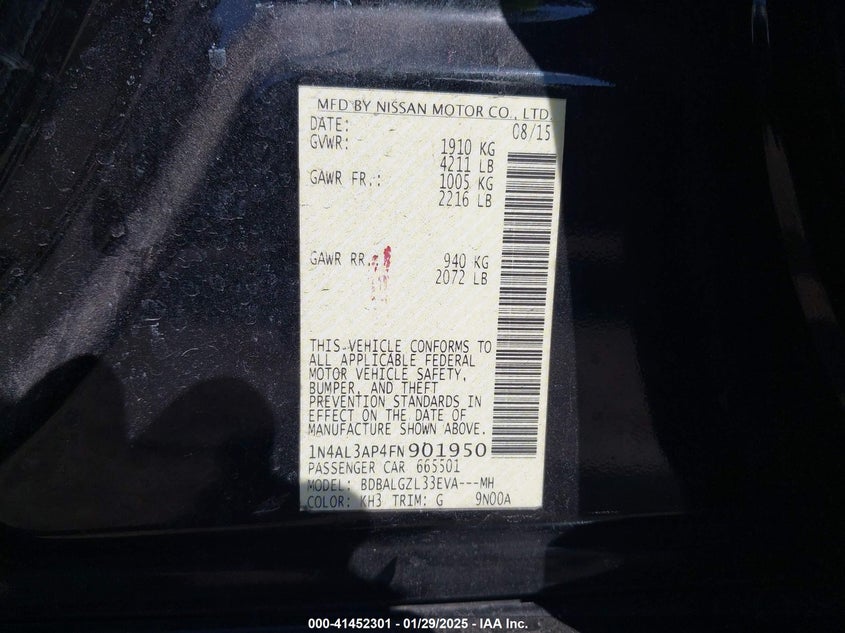 MFD BY NISSAN MOTOR CO., LTD.
DATE: 08/15
GVWR: 1910 KG
4211 LB
GAWR FR.: 1005 KG
2216 LB
GAWR RR. 940 KG
2072 LB
THIS VEHICLE CONFORMS TO
ALL APPLICABLE FEDERAL
MOTOR VEHICLE SAFETY,
BUMPER, AND THEFT
PREVENTION STANDARDS IN
EFFECT ON THE DATE OF
MANUFACTURE SHOWN ABOVE.
1N4AL3AP4FN901950
PASSENGER CAR 665501
MODEL: BDBALGZL33EVA---MH
COLOR: KH3 TRIM: G 9N00A
000-41452301 - 01/29/2025 - IAA Inc.